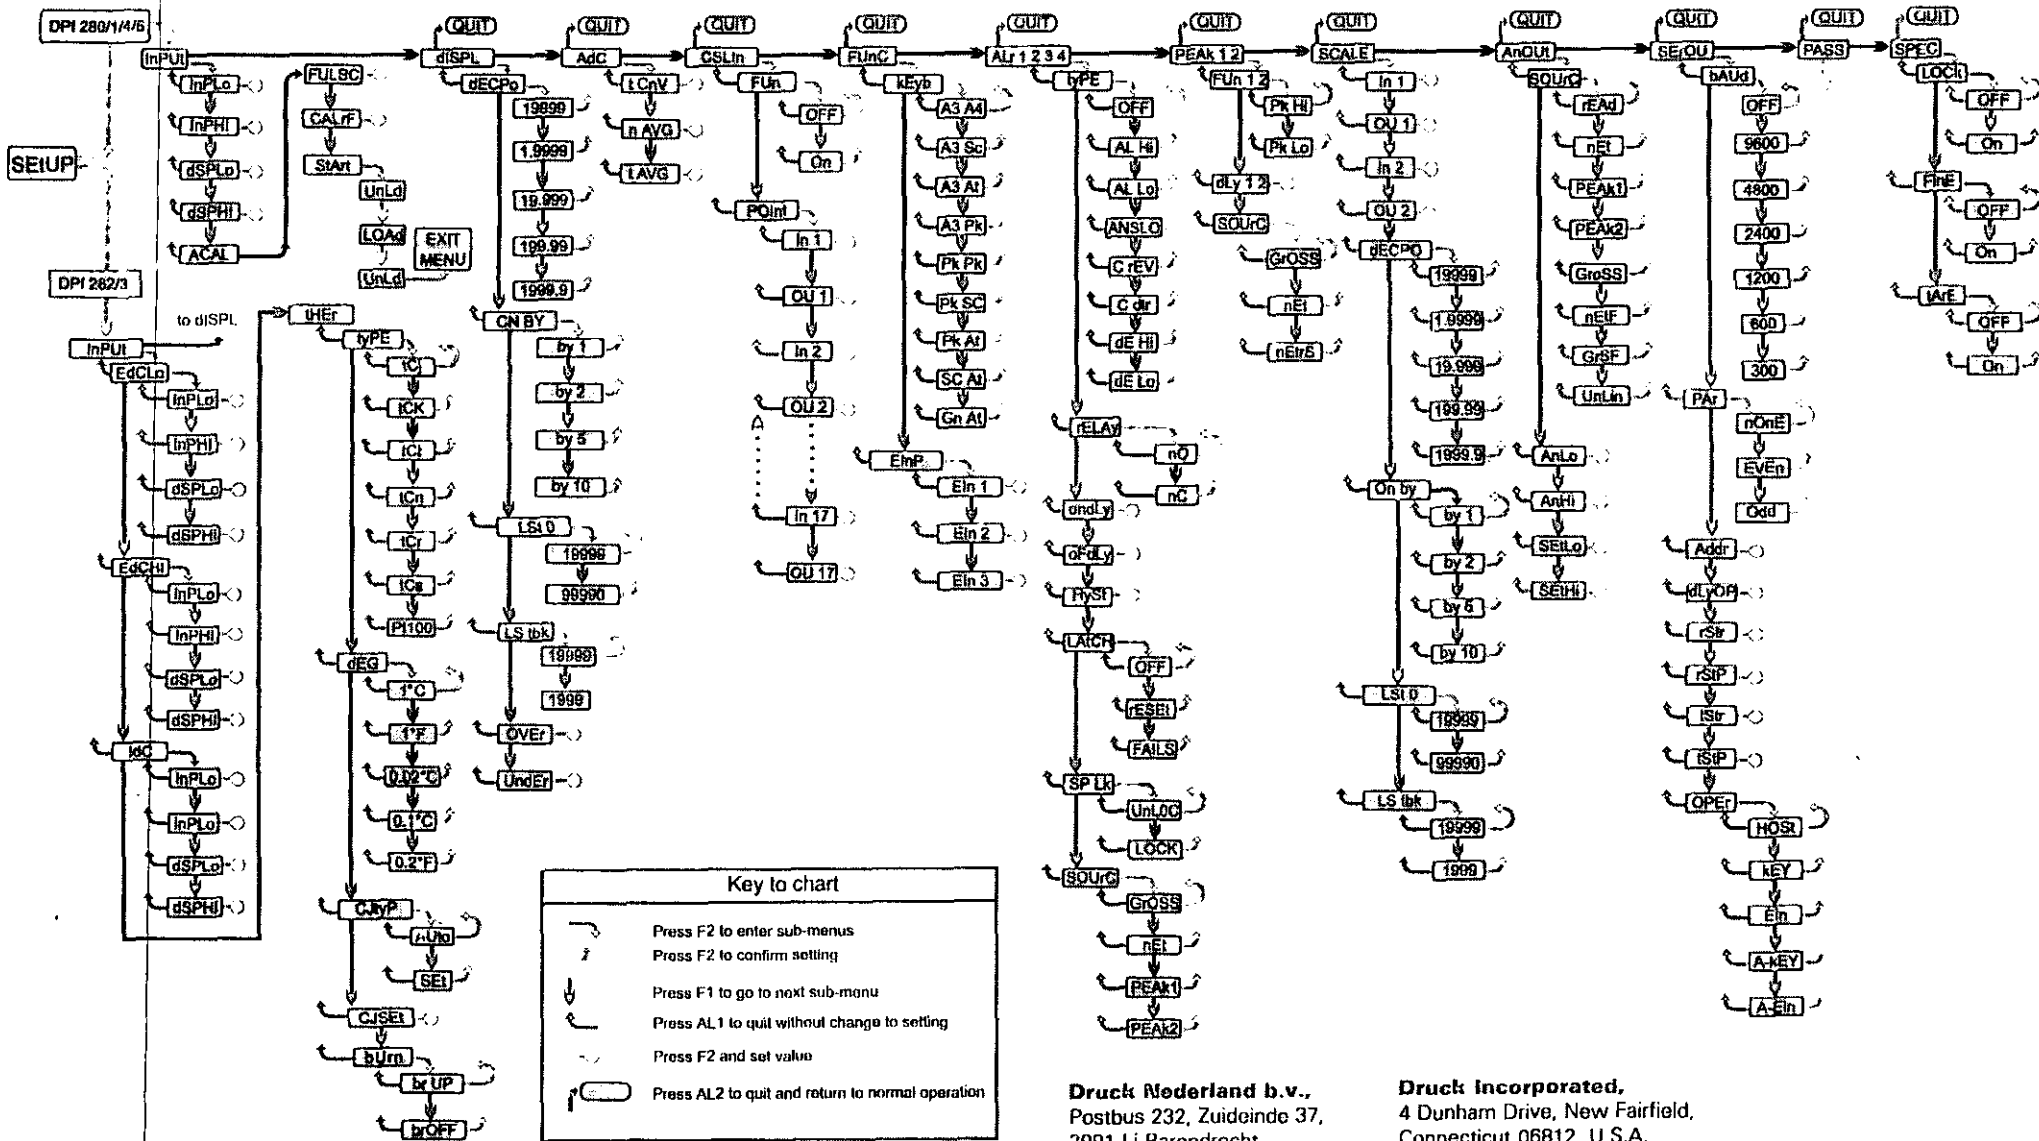 DPI 280/1/4/5
SEtUP
DPI 282/3
InPUt
QUIT
dISPL
QUIT
AdC
QUIT
CSLIn
QUIT
FUnC
QUIT
ALr 1 2 3 4
QUIT
PEAk 1 2
QUIT
SCALE
QUIT
AnOUt
QUIT
SErOU
QUIT
PASS
QUIT
SPEC
InPLo
InPHI
dSPLo
dSPHI
ACAL
FULSC
CALrF
StArt
UnLd
LOAd
UnLd
EXIT
MENU
to dISPL
InPUt
EdCLo
InPLo
InPHI
dSPLo
dSPHI
EdCHI
InPLo
InPHI
dSPLo
dSPHI
IdC
InPLo
InPLo
dSPLo
dSPHI
tHEr
tyPE
tCj
tCK
tCt
tCn
tCr
tCs
Pt100
dEG
1°C
1°F
0.02°C
0.1°C
0.2°F
CJtyP
AUto
SEt
CJSEt
bUrn
br UP
brOFF
dECPo
19999
1.9999
19.999
199.99
1999.9
CN BY
by 1
by 2
by 5
by 10
LSt 0
19999
99990
LS tbk
19999
1999
OVEr
UndEr
t CnV
n AVG
t AVG
FUn
OFF
On
POInt
In 1
OU 1
In 2
OU 2
In 17
OU 17
kEyb
A3 A4
A3 Sc
A3 At
A3 Pk
Pk Pk
Pk SC
Pk At
SC At
Gn At
EInP
EIn 1
EIn 2
EIn 3
tyPE
OFF
AL Hi
AL Lo
ANSLO
C rEV
C dIr
dE Hi
dE Lo
rELAy
nO
nC
ondLy
oFdLy
HySt
LAtCH
OFF
rESEt
FAILS
SP Lk
UnLOC
LOCK
SOUrC
GrOSS
nEt
PEAk1
PEAk2
FUn 1 2
Pk Hi
Pk Lo
dLy 1 2
SOUrC
GrOSS
nEt
nEtrS
In 1
OU 1
In 2
OU 2
dECPO
19999
1.9999
19.999
199.99
1999.9
On by
by 1
by 2
by 5
by 10
LSt 0
19999
99990
LS tbk
19999
1999
SOUrC
rEAd
nEt
PEAk1
PEAk2
GroSS
nEtF
GrSF
UnLin
AnLo
AnHi
SEtLo
SEtHi
bAUd
OFF
9600
4800
2400
1200
600
300
PAr
nOnE
EVEn
Odd
Addr
dLyOP
rStr
rStP
tStr
tStP
OPEr
HOSt
kEY
EIn
A-kEY
A-EIn
LOCk
OFF
On
FInE
OFF
On
tArE
OFF
On
Key to chart
Press F2 to enter sub-menus
Press F2 to confirm setting
Press F1 to go to next sub-menu
Press AL1 to quit without change to setting
Press F2 and set value
Press AL2 to quit and return to normal operation
Druck Nederland b.v.,
Postbus 232, Zuideinde 37,
2991 Lj Barendrecht
Druck Incorporated,
4 Dunham Drive, New Fairfield,
Connecticut 06812, U.S.A.